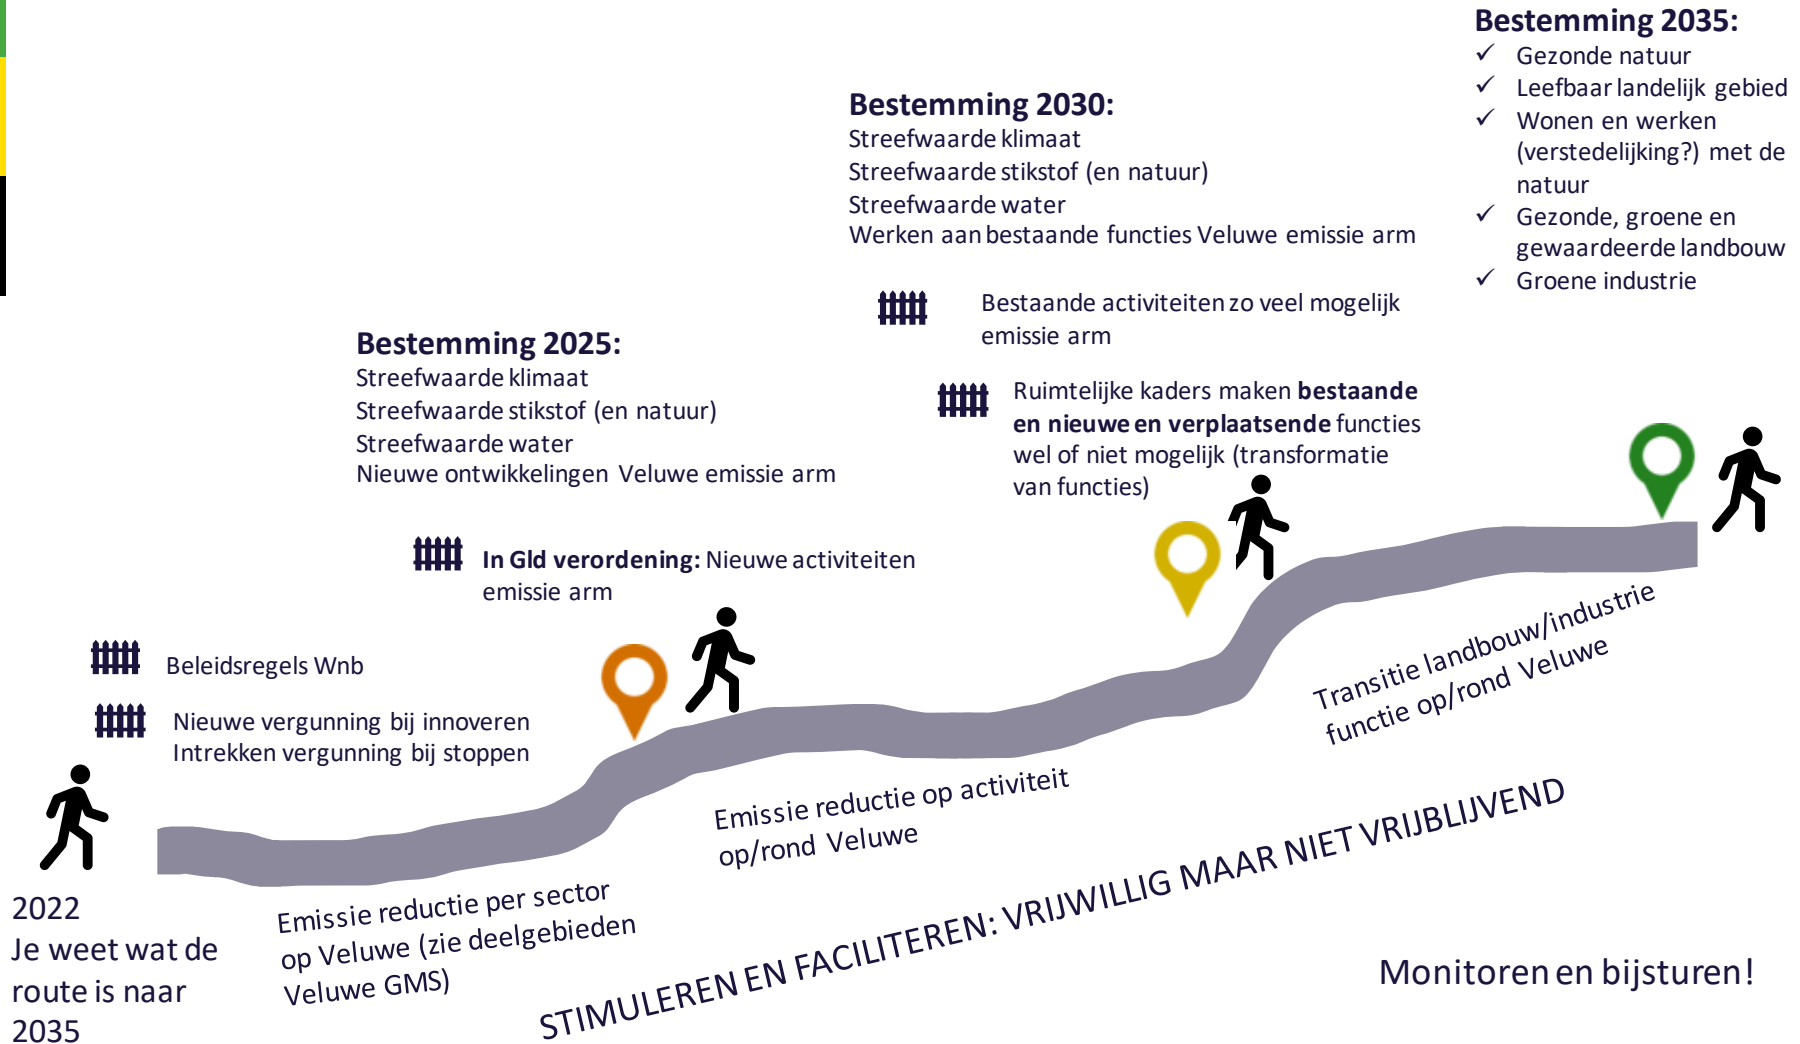 Bestemming 2035:
✓ Gezonde natuur
✓ Leefbaar landelijk gebied
✓ Wonen en werken
(verstedelijking?) met de
natuur
✓ Gezonde, groene en
gewaardeerde landbouw
✓ Groene industrie
Bestemming 2030:
Streefwaarde klimaat
Streefwaarde stikstof (en natuur)
Streefwaarde water
Werken aan bestaande functies Veluwe emissie arm
Bestaande activiteiten zo veel mogelijk
emissie arm
Ruimtelijke kaders maken bestaande
en nieuwe en verplaatsende functies
wel of niet mogelijk (transformatie
van functies)
Bestemming 2025:
Streefwaarde klimaat
Streefwaarde stikstof (en natuur)
Streefwaarde water
Nieuwe ontwikkelingen Veluwe emissie arm
In Gld verordening: Nieuwe activiteiten
emissie arm
Beleidsregels Wnb
Nieuwe vergunning bij innoveren
Intrekken vergunning bij stoppen
2022
Je weet wat de
route is naar
2035
Emissie reductie per sector
op Veluwe (zie deelgebieden
Veluwe GMS)
Emissie reductie op activiteit
op/rond Veluwe
Transitie landbouw/industrie
functie op/rond Veluwe
STIMULEREN EN FACILITEREN: VRIJWILLIG MAAR NIET VRIJBLIJVEND
Monitoren en bijsturen!